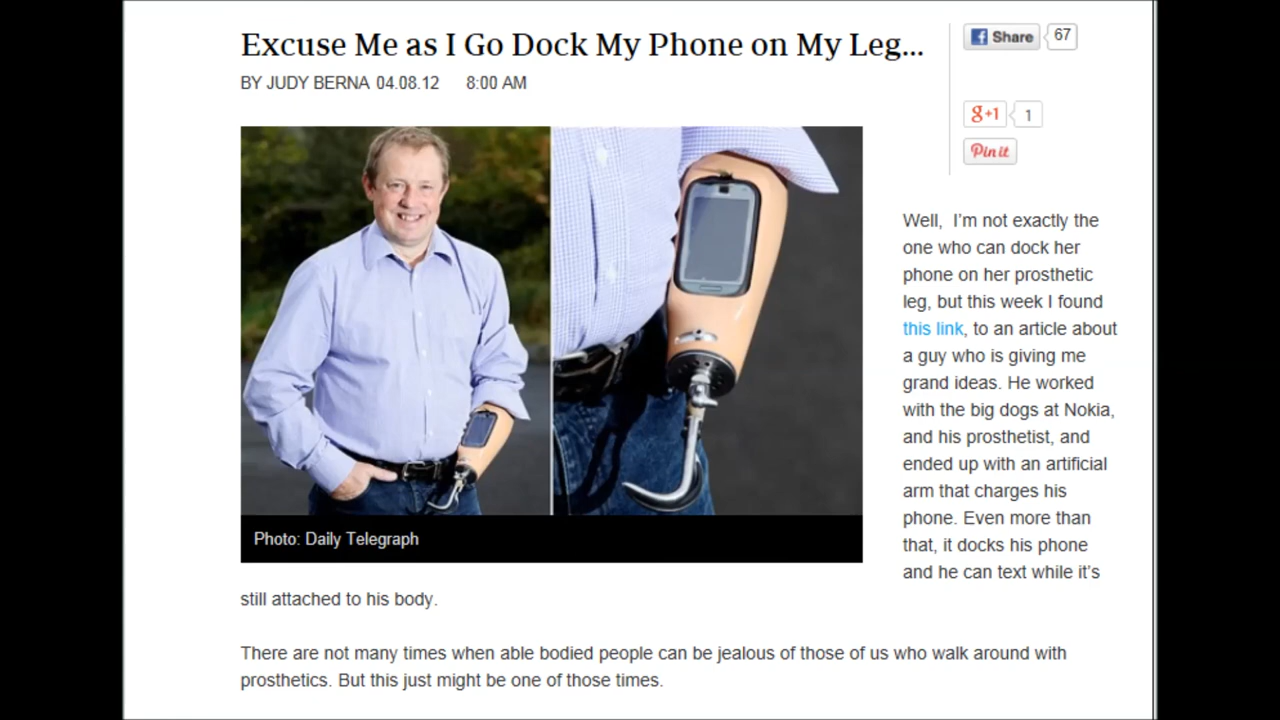 Excuse Me as I Go Dock My Phone on My Leg...
BY JUDY BERNA 04.08.12 8:00 AM
Share 67
g+1 1
Pin it
Photo: Daily Telegraph
Well, I’m not exactly the
one who can dock her
phone on her prosthetic
leg, but this week I found
this link, to an article about
a guy who is giving me
grand ideas. He worked
with the big dogs at Nokia,
and his prosthetist, and
ended up with an artificial
arm that charges his
phone. Even more than
that, it docks his phone
and he can text while it’s
still attached to his body.
There are not many times when able bodied people can be jealous of those of us who walk around with
prosthetics. But this just might be one of those times.